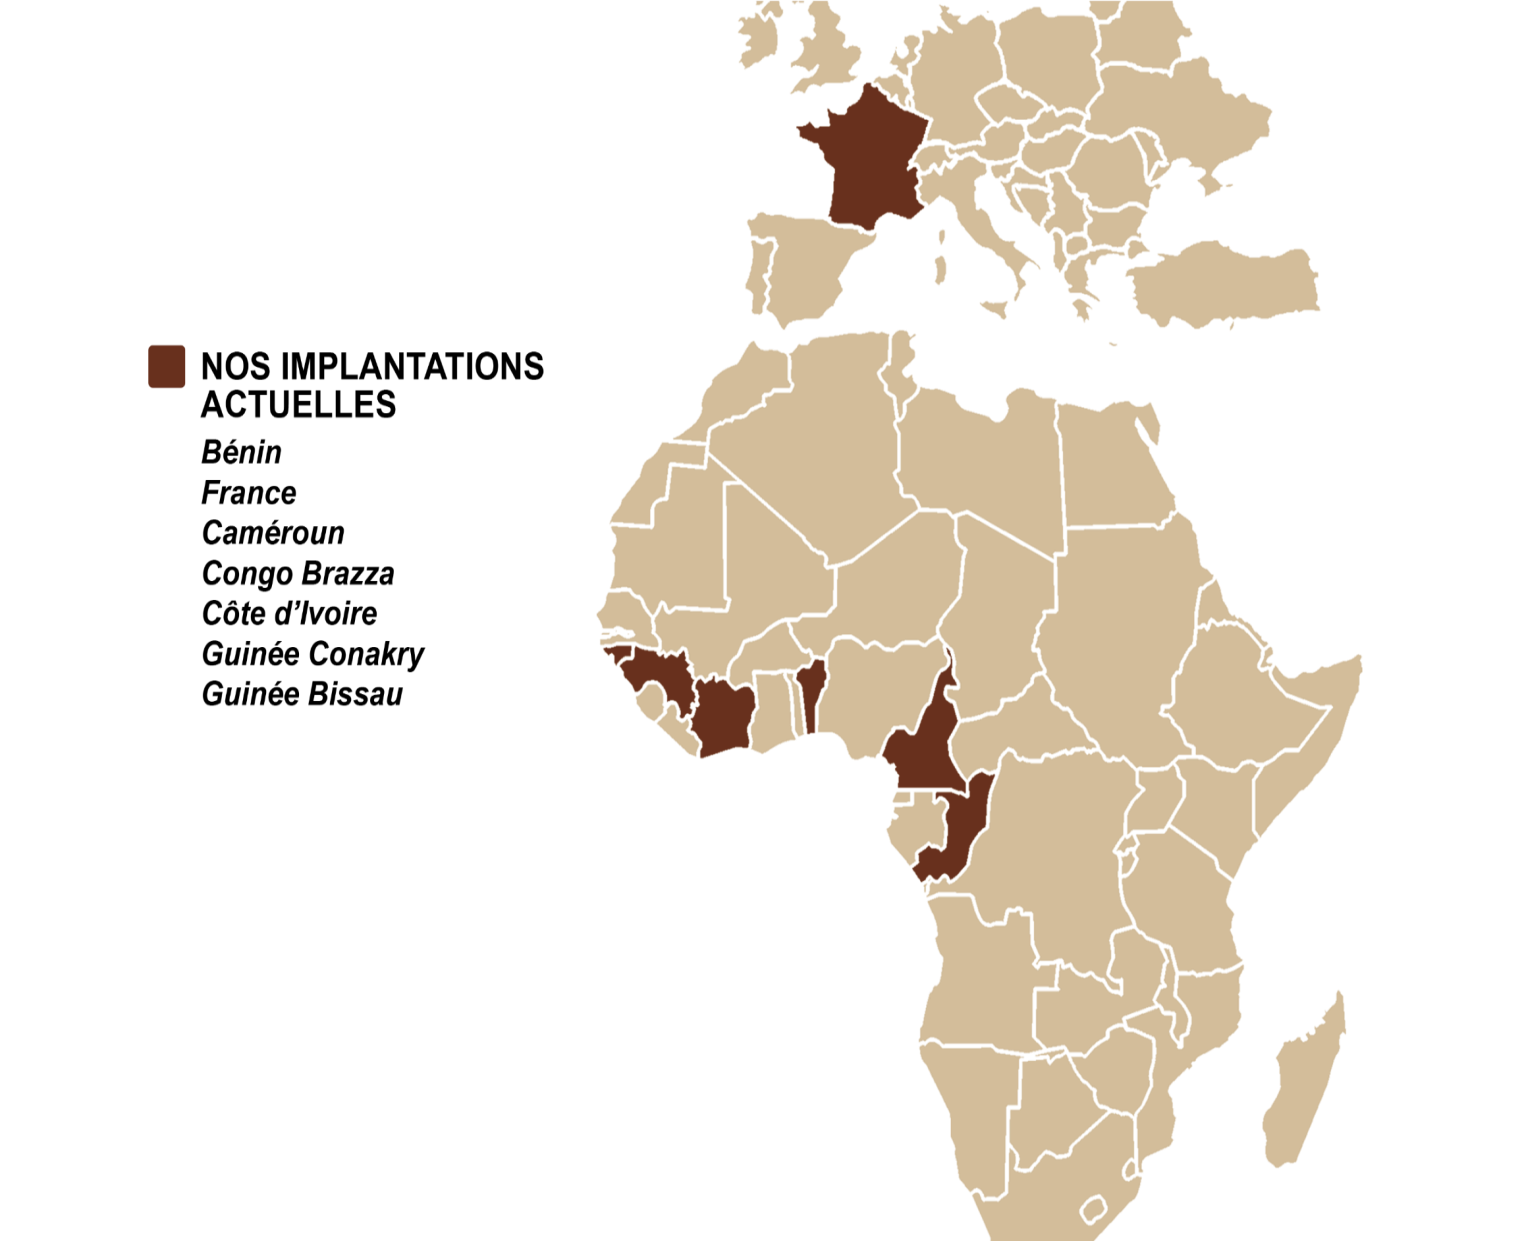 NOS IMPLANTATIONS
ACTUELLES
Bénin
France
Caméroun
Congo Brazza
Côte d’Ivoire
Guinée Conakry
Guinée Bissau